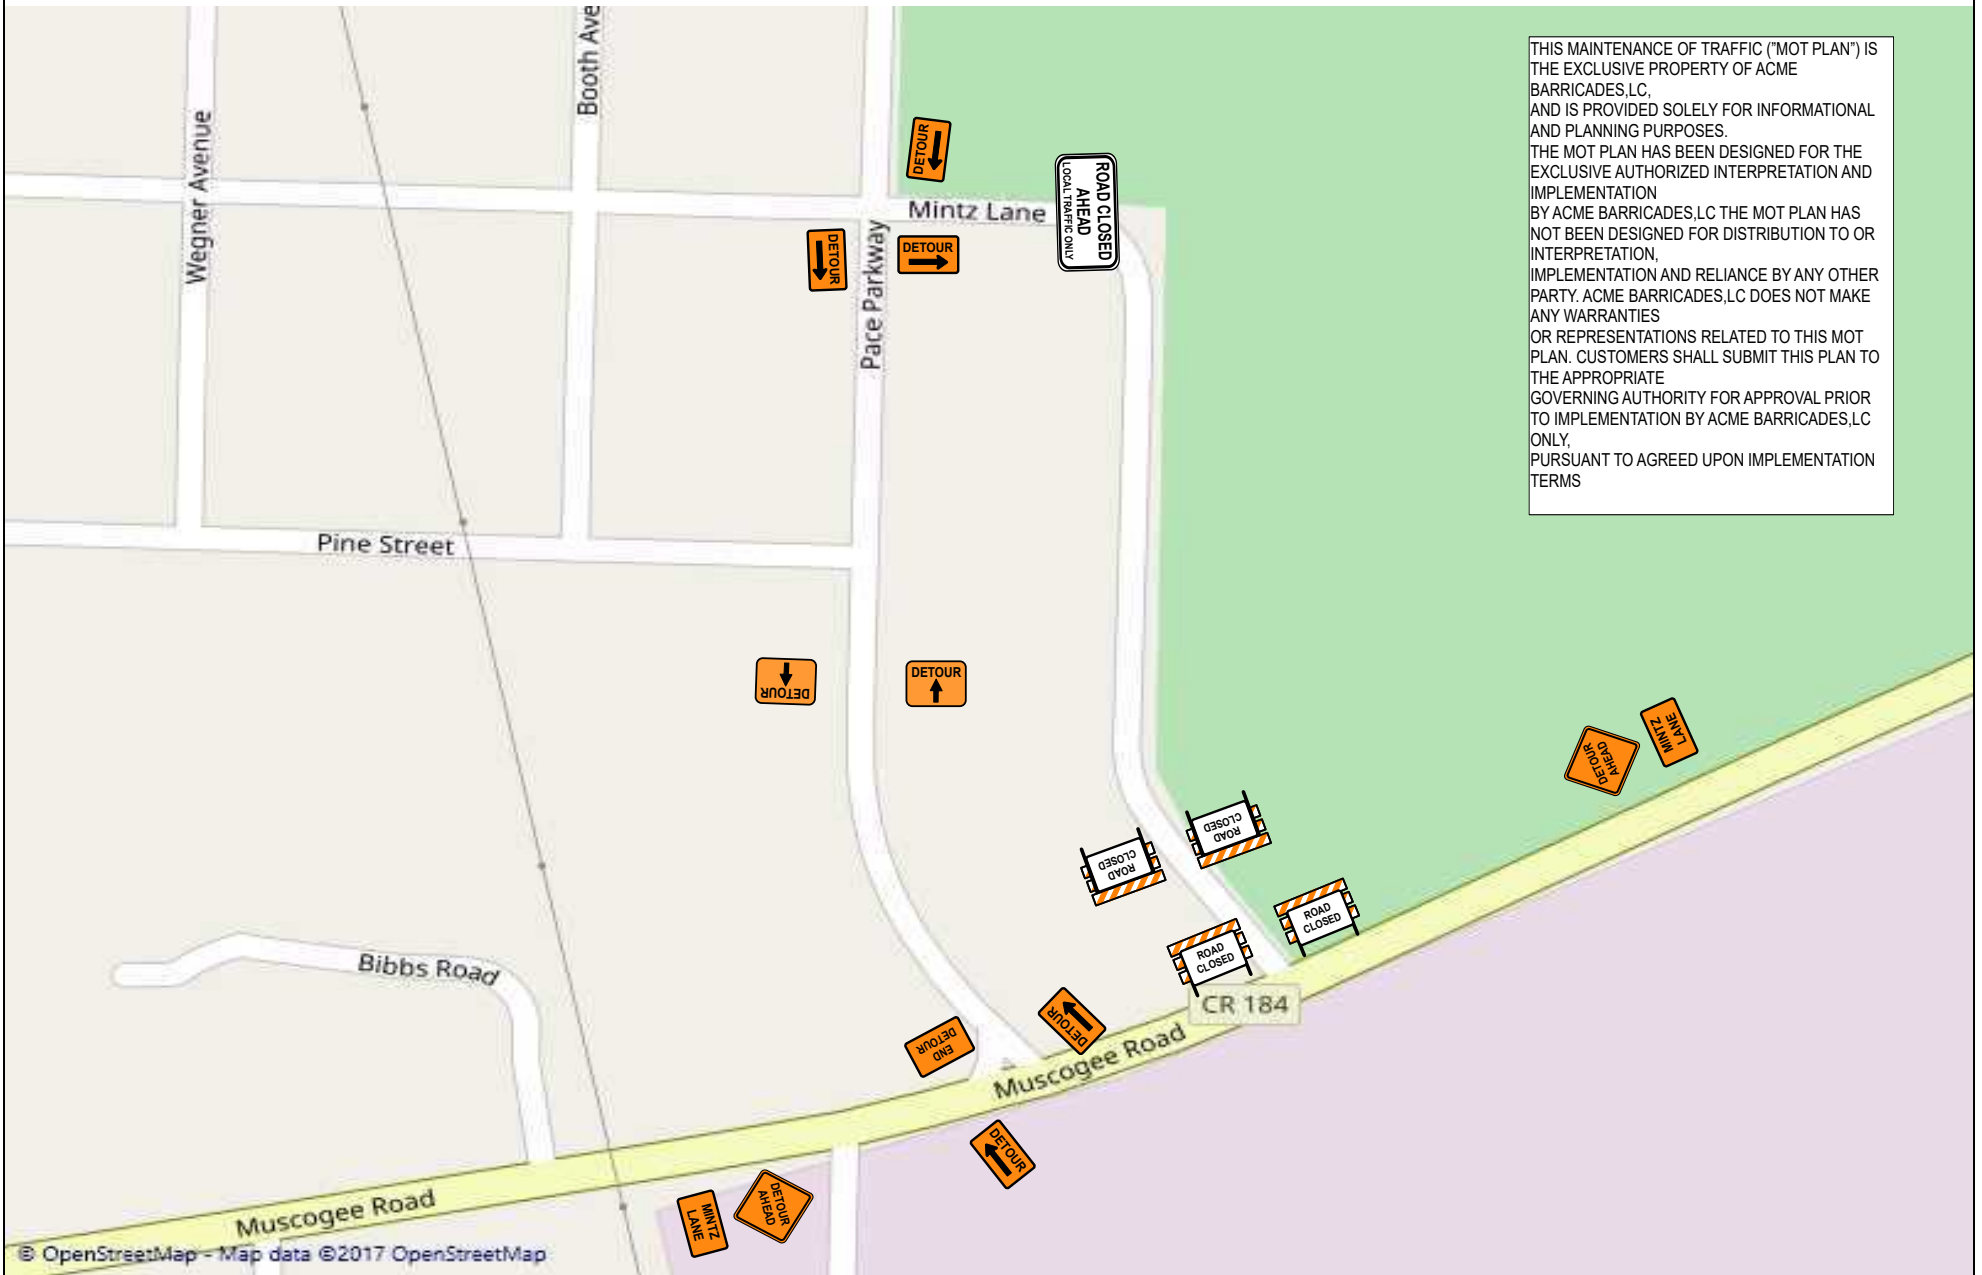 Booth Ave
Wegner Avenue
DETOUR
ROAD CLOSED
AHEAD
LOCAL TRAFFIC ONLY
Mintz Lane
DETOUR
DETOUR
Pace Parkway
THIS MAINTENANCE OF TRAFFIC ("MOT PLAN") IS
THE EXCLUSIVE PROPERTY OF ACME
BARRICADES,LC,
AND IS PROVIDED SOLELY FOR INFORMATIONAL
AND PLANNING PURPOSES.
THE MOT PLAN HAS BEEN DESIGNED FOR THE
EXCLUSIVE AUTHORIZED INTERPRETATION AND
IMPLEMENTATION
BY ACME BARRICADES,LC THE MOT PLAN HAS
NOT BEEN DESIGNED FOR DISTRIBUTION TO OR
INTERPRETATION,
IMPLEMENTATION AND RELIANCE BY ANY OTHER
PARTY. ACME BARRICADES,LC DOES NOT MAKE
ANY WARRANTIES
OR REPRESENTATIONS RELATED TO THIS MOT
PLAN. CUSTOMERS SHALL SUBMIT THIS PLAN TO
THE APPROPRIATE
GOVERNING AUTHORITY FOR APPROVAL PRIOR
TO IMPLEMENTATION BY ACME BARRICADES,LC
ONLY,
PURSUANT TO AGREED UPON IMPLEMENTATION
TERMS
Pine Street
DETOUR
DETOUR
MINTZ
LANE
DETOUR
AHEAD
ROAD
CLOSED
ROAD
CLOSED
ROAD
CLOSED
ROAD
CLOSED
Bibbs Road
CR 184
DETOUR
END
DETOUR
Muscogee Road
DETOUR
DETOUR
AHEAD
MINTZ
LANE
Muscogee Road
© OpenStreetMap - Map data ©2017 OpenStreetMap